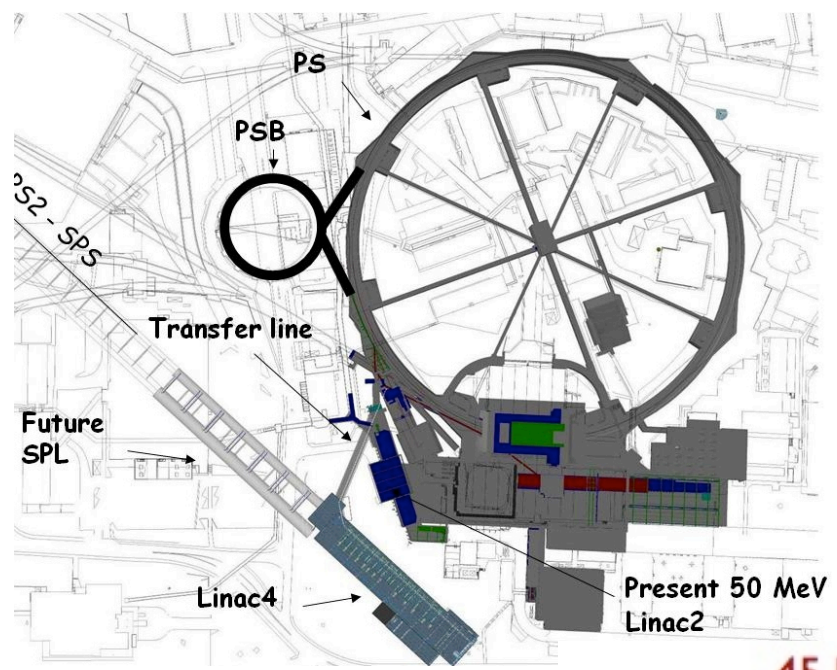 PS
PSB
PS2 - SPS
Transfer line
Future
SPL
Linac4
Present 50 MeV
Linac2